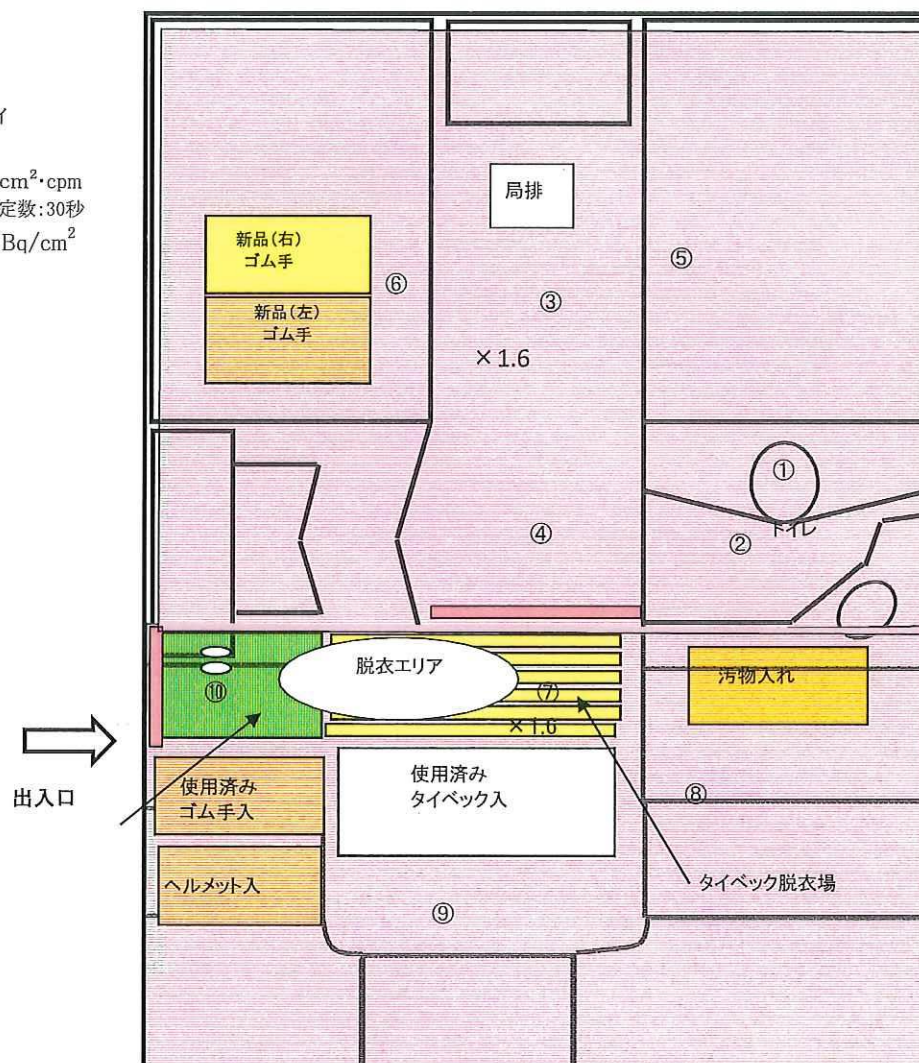 イ
cm²・cpm
定数:30秒
Bq/cm²
局排
新品(右)
ゴム手
⑤
⑥
③
新品(左)
ゴム手
×1.6
①
④
②
トイレ
脱衣エリア
汚物入れ
⑩
(7)
×1.6
使用済み
タイベック入
使用済み
ゴム手入
出入口
⑧
ヘルメット入
タイベック脱衣場
⑨